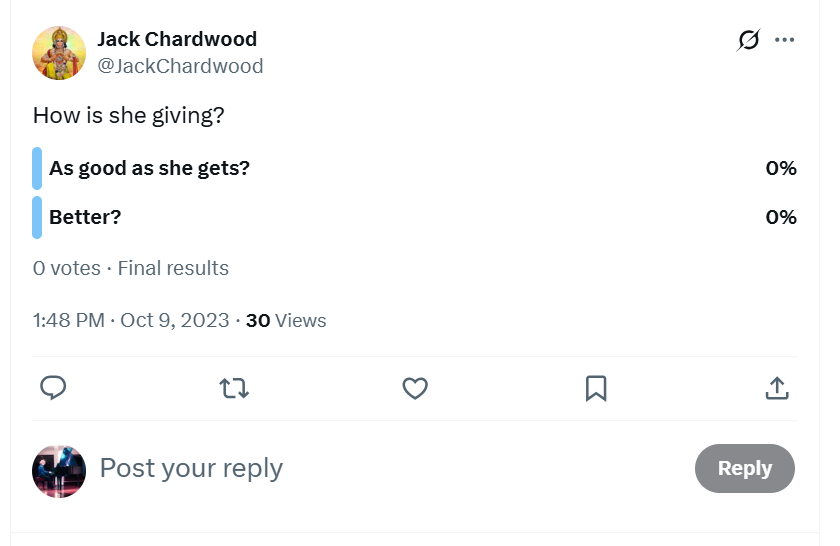 Jack Chardwood
@JackChardwood
How is she giving?
As good as she gets? 0%
Better? 0%
0 votes · Final results
1:48 PM · Oct 9, 2023 · 30 Views
Post your reply
Reply